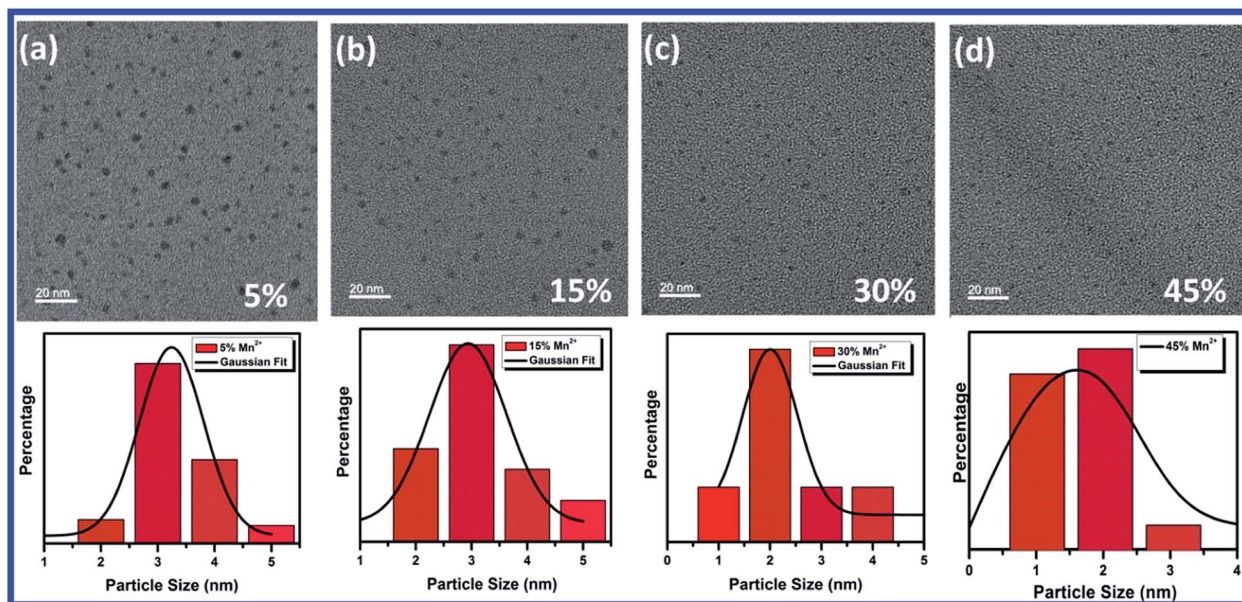 (a)
20 nm
5%
(b)
20 nm
15%
(c)
20 nm
30%
(d)
20 nm
45%
Percentage
5% Mn²⁺
Gaussian Fit
1 2 3 4 5
Particle Size (nm)
Percentage
15% Mn²⁺
Gaussian Fit
1 2 3 4 5
Particle Size (nm)
Percentage
30% Mn²⁺
Gaussian Fit
0 1 2 3 4 5
Particle Size (nm)
Percentage
45% Mn²⁺
0 1 2 3 4
Particle Size (nm)